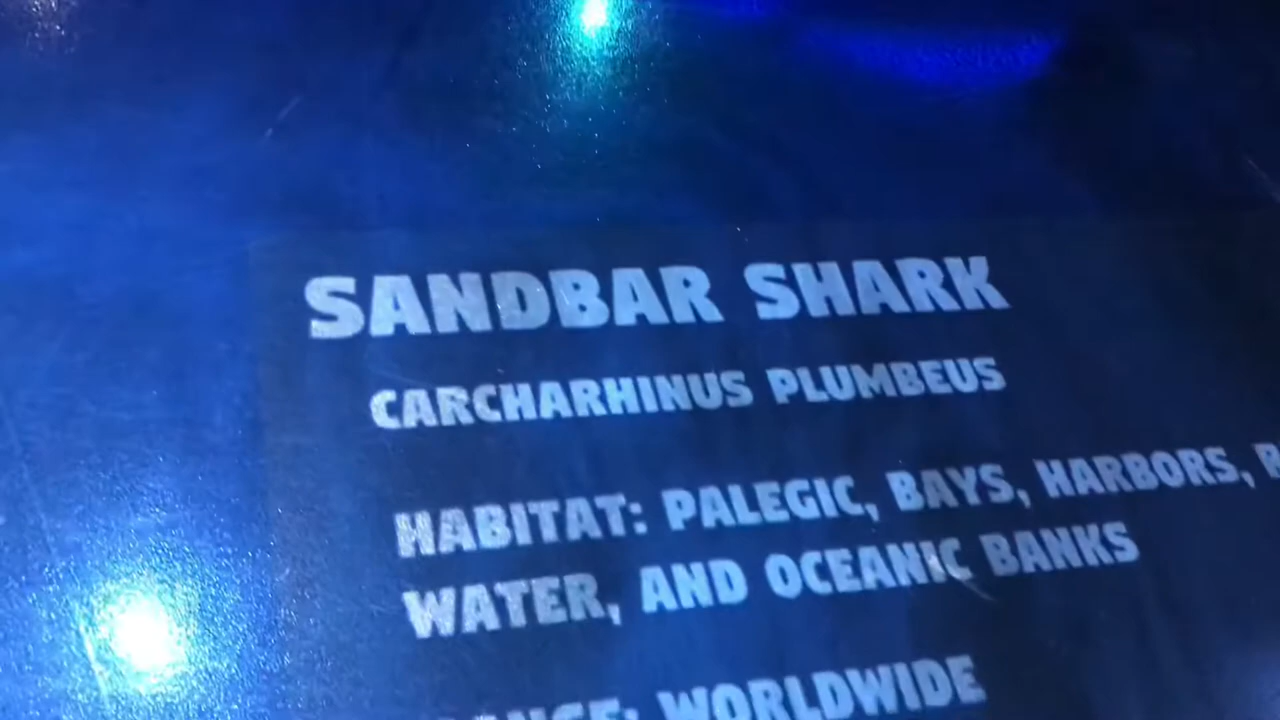 SANDBAR SHARK
CARCHARHINUS PLUMBEUS
HABITAT: PALEGIC, BAYS, HARBORS,
WATER, AND OCEANIC BANKS
WORLDWIDE